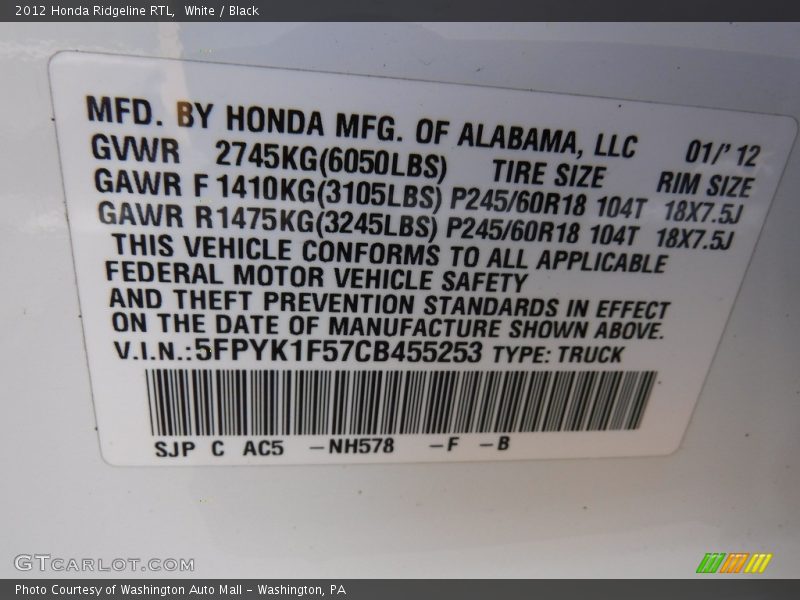 2012 Honda Ridgeline RTL, White / Black
MFD. BY HONDA MFG. OF ALABAMA, LLC 01/'12
GVWR 2745KG(6050LBS) TIRE SIZE RIM SIZE
GAWR F 1410KG(3105LBS) P245/60R18 104T 18X7.5J
GAWR R1475KG(3245LBS) P245/60R18 104T 18X7.5J
THIS VEHICLE CONFORMS TO ALL APPLICABLE
FEDERAL MOTOR VEHICLE SAFETY
AND THEFT PREVENTION STANDARDS IN EFFECT
ON THE DATE OF MANUFACTURE SHOWN ABOVE.
V.I.N.:5FPYK1F57CB455253 TYPE: TRUCK
SJP C AC5 -NH578 -F -B
GTcarlot.com
Photo Courtesy of Washington Auto Mall - Washington, PA